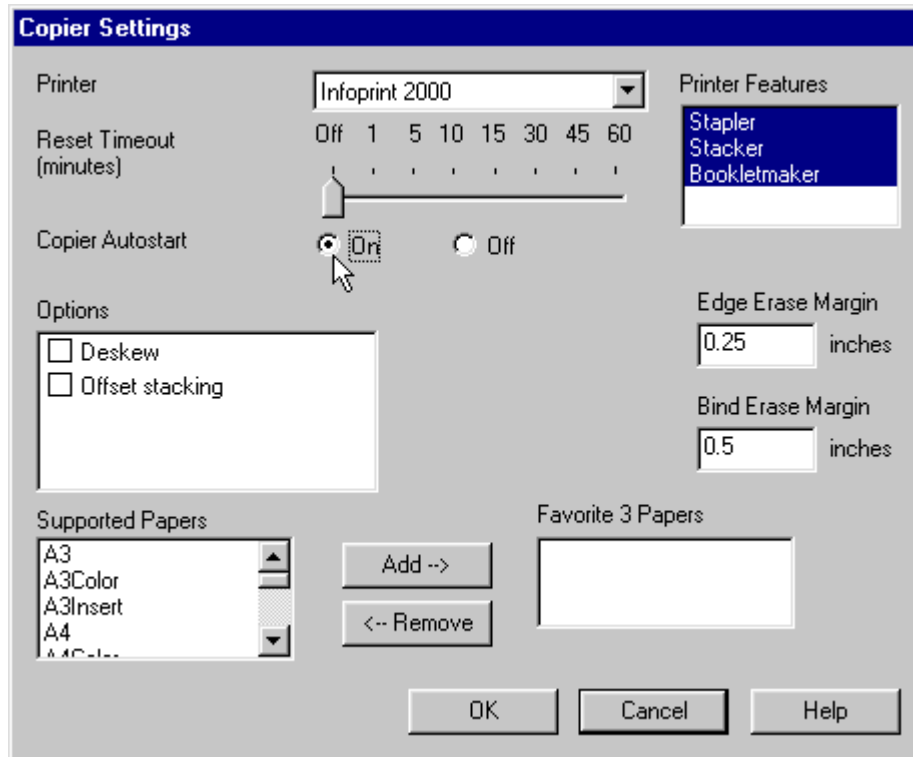 Copier Settings
Printer
Infoprint 2000
Printer Features
Stapler
Stacker
Bookletmaker
Reset Timeout
(minutes)
Off 1 5 10 15 30 45 60
Copier Autostart
On
Off
Options
Deskew
Offset stacking
Edge Erase Margin
0.25 inches
Bind Erase Margin
0.5 inches
Supported Papers
A3
A3Color
A3Insert
A4
A4Color
Add -->
<-- Remove
Favorite 3 Papers
OK
Cancel
Help